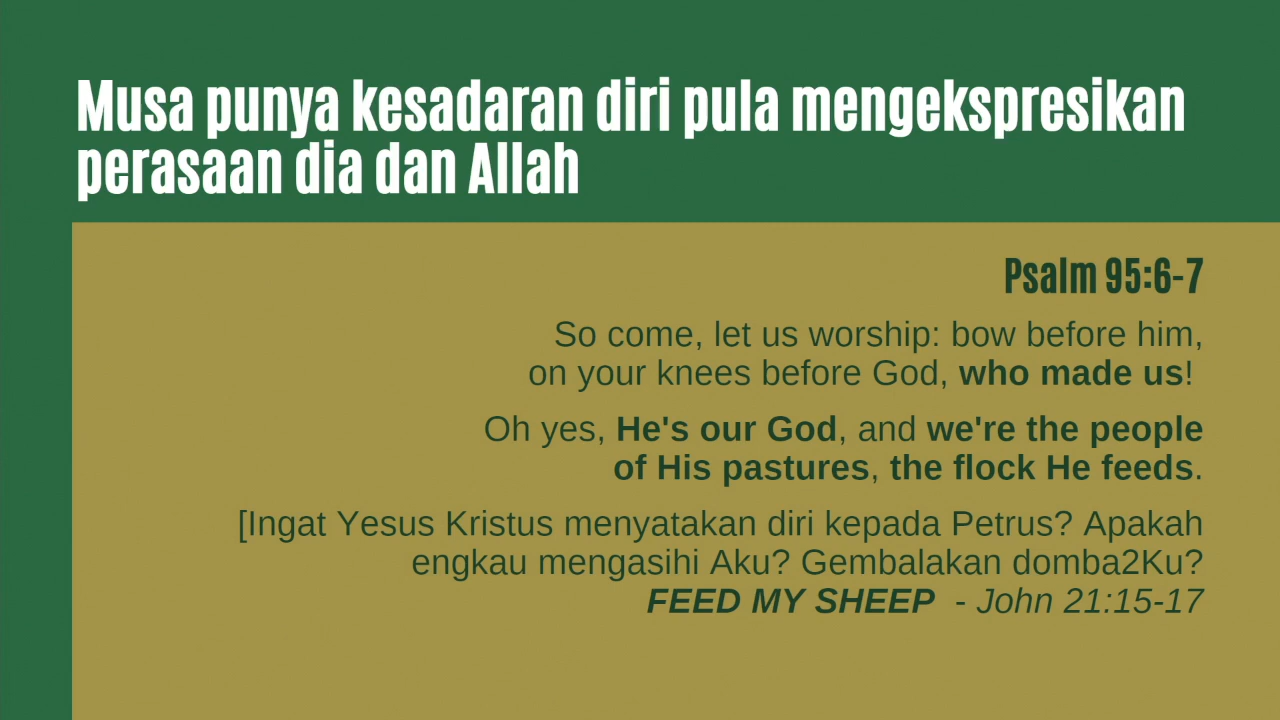 Musa punya kesadaran diri pula mengekspresikan
perasaan dia dan Allah
Psalm 95:6-7
So come, let us worship: bow before him,
on your knees before God, who made us!
Oh yes, He's our God, and we're the people
of His pastures, the flock He feeds.
[Ingat Yesus Kristus menyatakan diri kepada Petrus? Apakah
engkau mengasihi Aku? Gembalakan domba2Ku?
FEED MY SHEEP - John 21:15-17